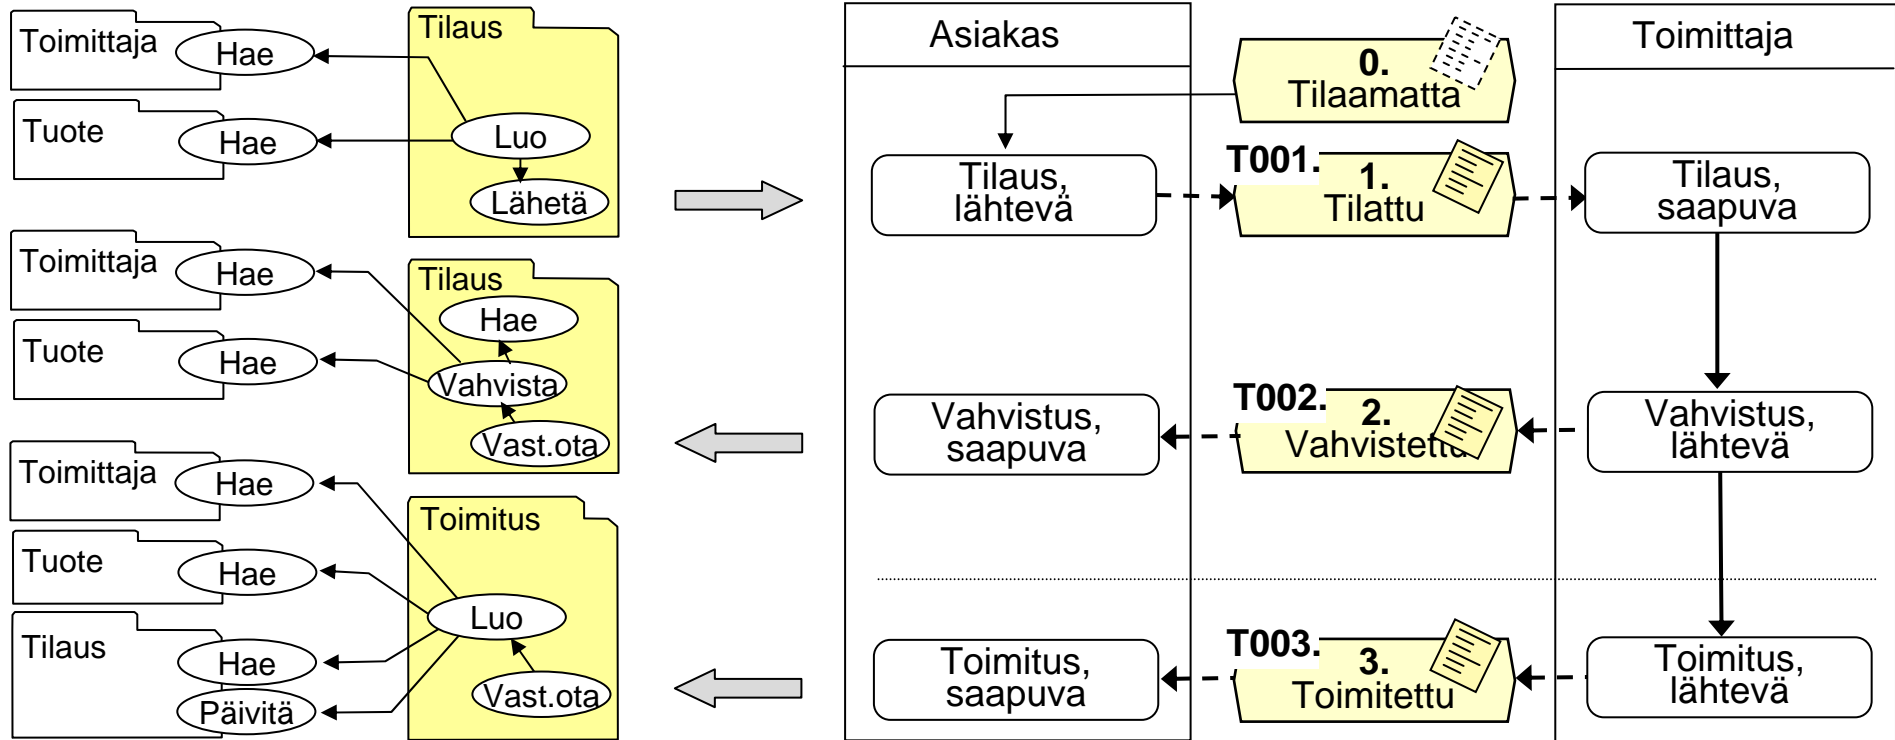 Toimittaja
Hae
Tuote
Hae
Tilaus
Luo
Lähetä
Toimittaja
Hae
Tuote
Hae
Tilaus
Hae
Vahvista
Vast.ota
Toimittaja
Hae
Tuote
Hae
Tilaus
Hae
Päivitä
Toimitus
Luo
Vast.ota
Asiakas
Toimittaja
0.
Tilaamatta
Tilaus,
lähtevä
T001.
1.
Tilattu
Tilaus,
saapuva
Vahvistus,
saapuva
T002.
2.
Vahvistettu
Vahvistus,
lähtevä
Toimitus,
saapuva
T003.
3.
Toimitettu
Toimitus,
lähtevä